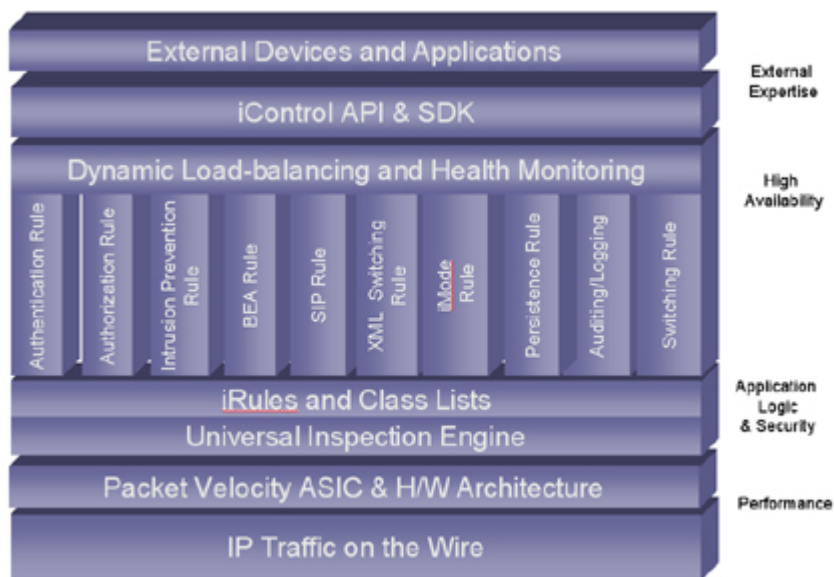 External Devices and Applications
External
Expertise
iControl API & SDK
Dynamic Load-balancing and Health Monitoring
High
Availability
Authentication Rule
Authorization Rule
Intrusion Prevention
Rule
BEA Rule
SIP Rule
XML Switching
Rule
iMode
Rule
Persistence Rule
Auditing/Logging
Switching Rule
iRules and Class Lists
Application
Logic
& Security
Universal Inspection Engine
Packet Velocity ASIC & H/W Architecture
Performance
IP Traffic on the Wire